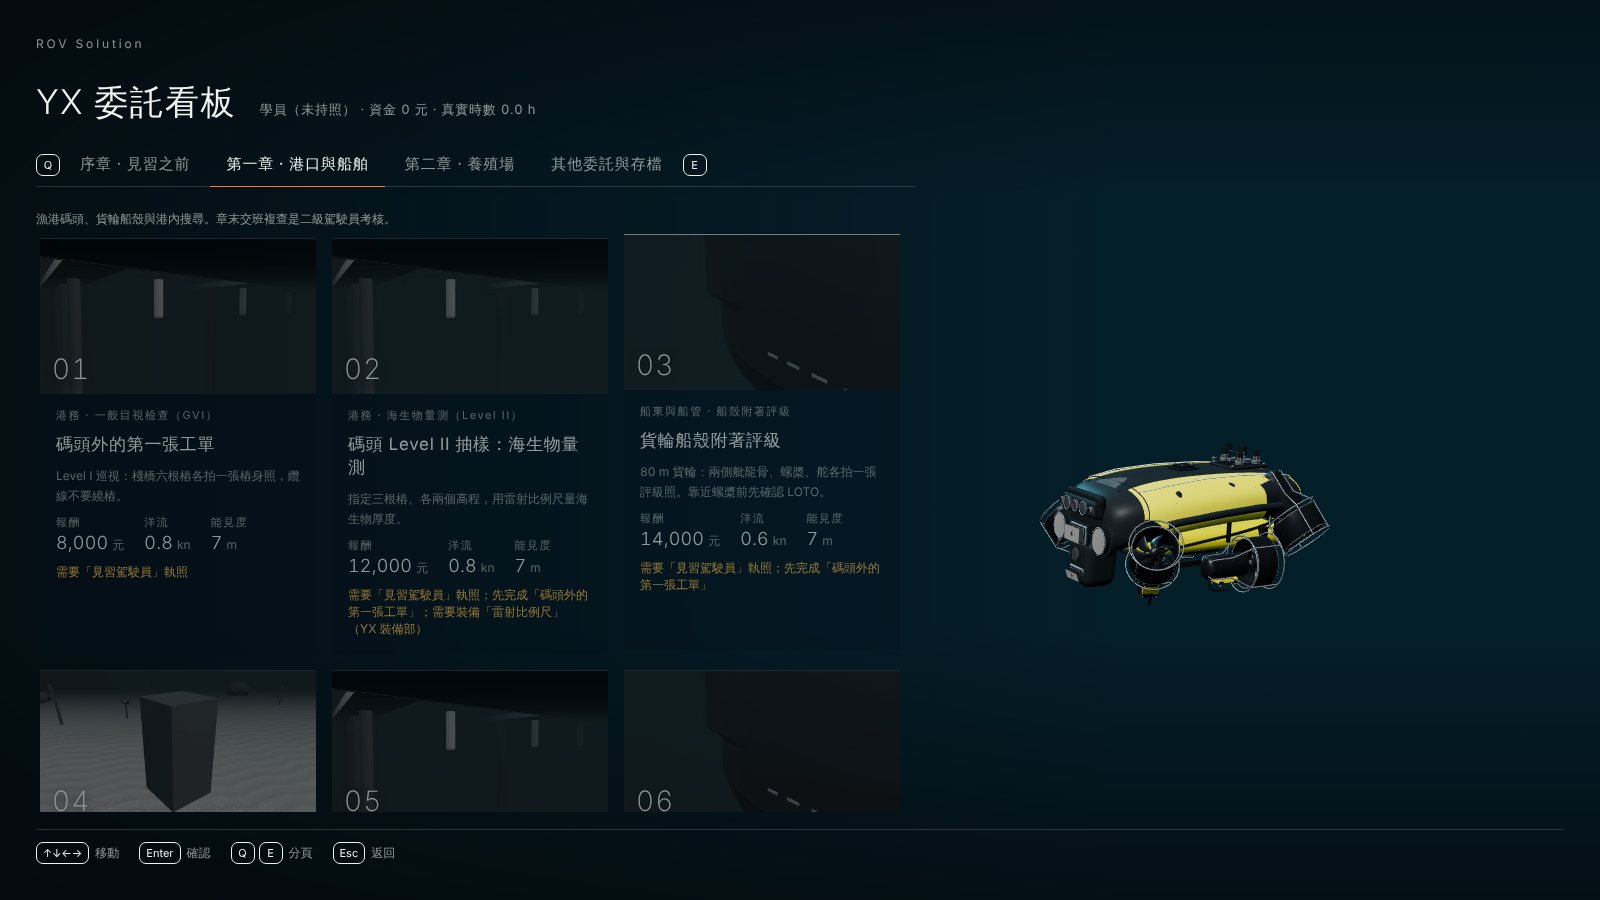 ROV Solution
YX 委託看板
學員（未持照） · 資金 0 元 · 真實時數 0.0 h
Q 序章 · 見習之前 第一章 · 港口與船舶 第二章 · 養殖場 其他委託與存檔 E
漁港碼頭、貨輪船殼與港內搜尋。章末交班複查是二級駕駛員考核。
01
港務 · 一般目視檢查（GVI）
碼頭外的第一張工單
Level I 巡視：棧橋六根樁各拍一張樁身照，纜
線不要繞樁。
報酬 洋流 能見度
8,000 元 0.8 kn 7 m
需要「見習駕駛員」執照
02
港務 · 海生物量測（Level II）
碼頭 Level II 抽樣：海生物量
測
指定三根樁、各兩個高程，用雷射比例尺量海
生物厚度。
報酬 洋流 能見度
12,000 元 0.8 kn 7 m
需要「見習駕駛員」執照；先完成「碼頭外的
第一張工單」；需要裝備「雷射比例尺」
（YX 裝備部）
03
船東與船管 · 船殼附著評級
貨輪船殼附著評級
80 m 貨輪：兩側舭龍骨、螺槳、舵各拍一張
評級照。靠近螺槳前先確認 LOTO。
報酬 洋流 能見度
14,000 元 0.6 kn 7 m
需要「見習駕駛員」執照；先完成「碼頭外的
第一張工單」
04
05
06
↑↓←→ 移動 Enter 確認 Q E 分頁 Esc 返回